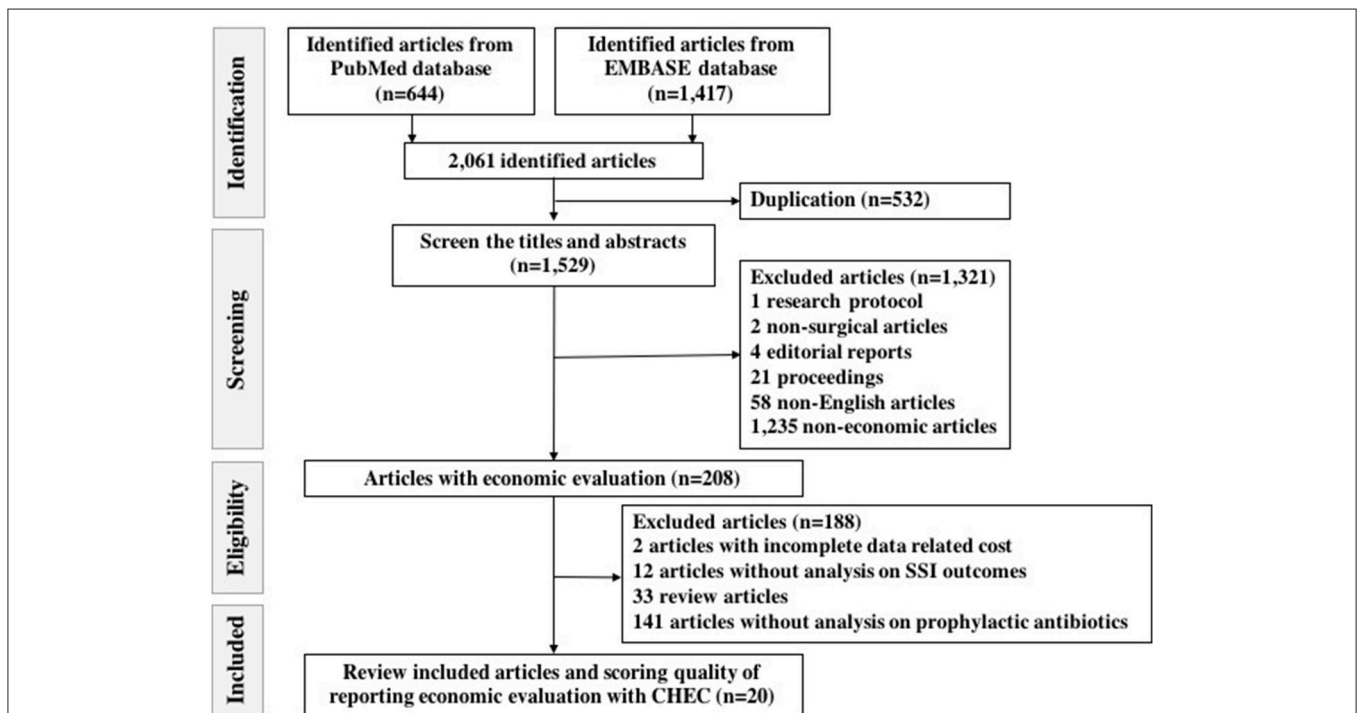 Identification
Identified articles from
PubMed database
(n=644)
Identified articles from
EMBASE database
(n=1,417)
2,061 identified articles
Duplication (n=532)
Screening
Screen the titles and abstracts
(n=1,529)
Excluded articles (n=1,321)
1 research protocol
2 non-surgical articles
4 editorial reports
21 proceedings
58 non-English articles
1,235 non-economic articles
Eligibility
Articles with economic evaluation (n=208)
Excluded articles (n=188)
2 articles with incomplete data related cost
12 articles without analysis on SSI outcomes
33 review articles
141 articles without analysis on prophylactic antibiotics
Included
Review included articles and scoring quality of
reporting economic evaluation with CHEC (n=20)